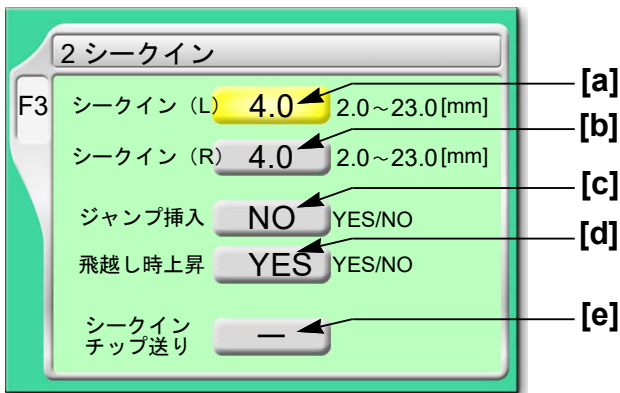 2 シークイン
F3
シークイン（L） 4.0 2.0～23.0[mm] [a]
シークイン（R） 4.0 2.0～23.0[mm] [b]
ジャンプ挿入 NO YES/NO [c]
飛越し時上昇 YES YES/NO [d]
シークイン
チップ送り － [e]